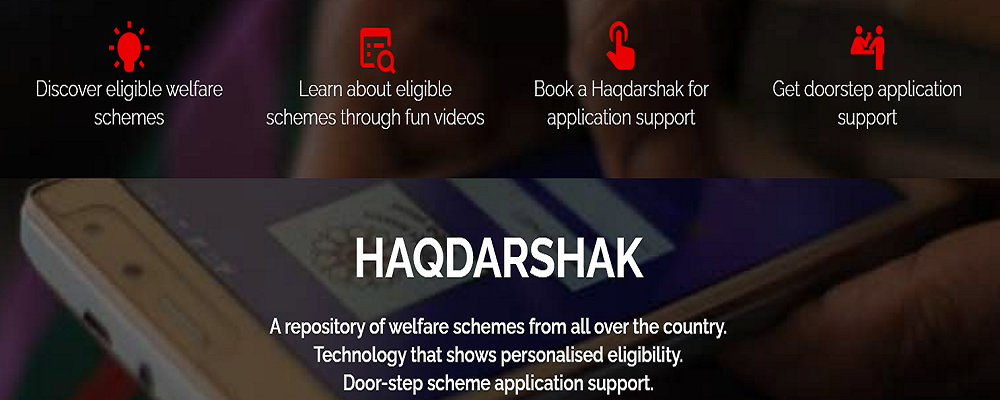 Discover eligible welfare
schemes
Learn about eligible
schemes through fun videos
Book a Haqdarshak for
application support
Get doorstep application
support
HAQDARSHAK
A repository of welfare schemes from all over the country.
Technology that shows personalised eligibility.
Door-step scheme application support.